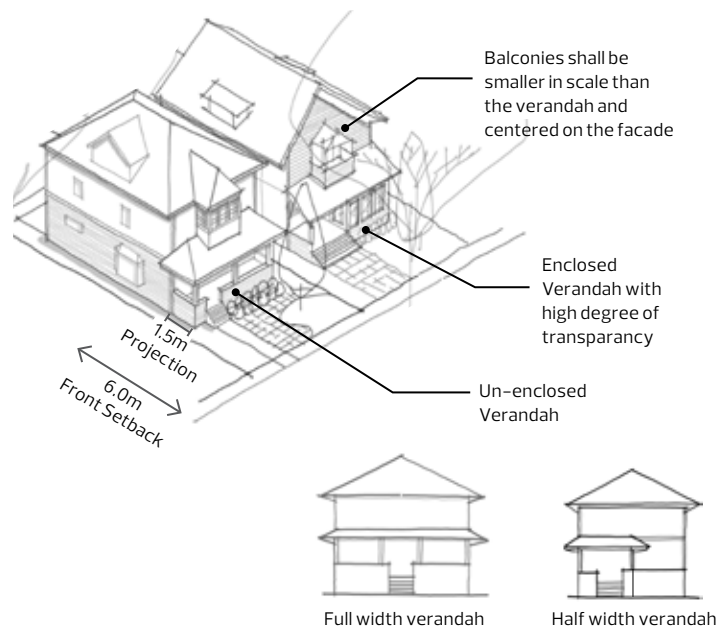 Balconies shall be
smaller in scale than
the verandah and
centered on the facade
Enclosed
Verandah with
high degree of
transparancy
1.5m
Projection
6.0m
Front Setback
Un-enclosed
Verandah
Full width verandah
Half width verandah